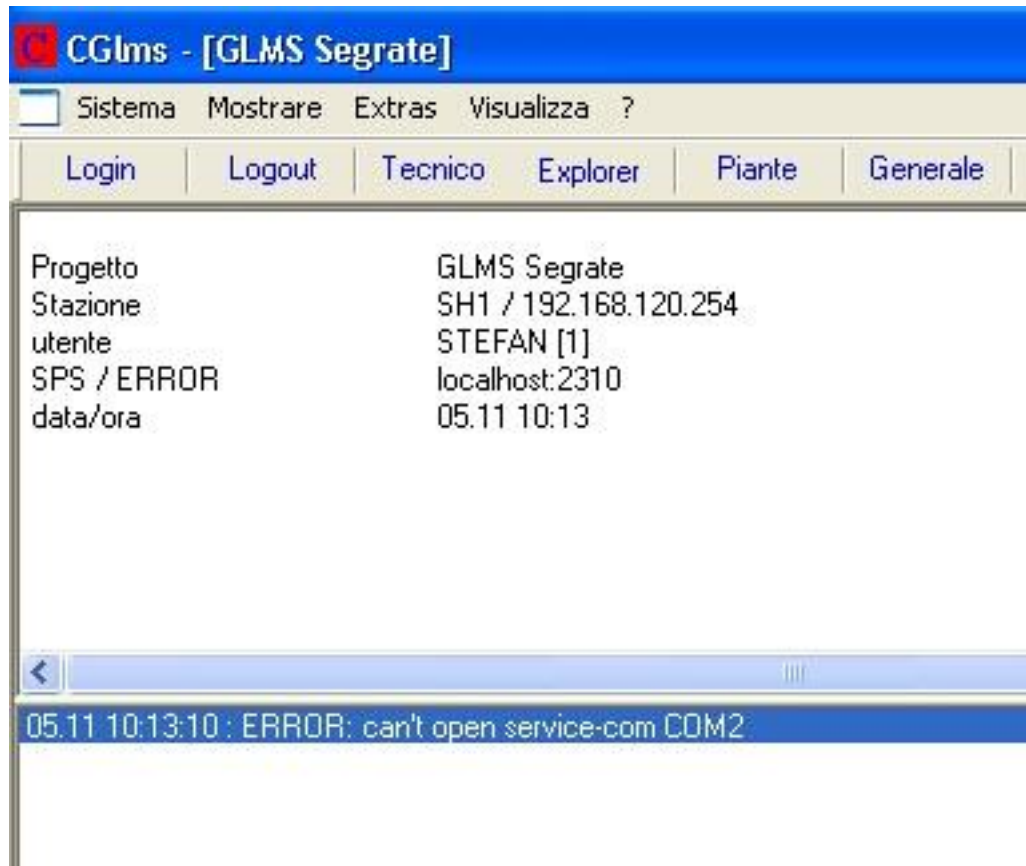 C CGlms - [GLMS Segrate]
Sistema Mostrare Extras Visualizza ?
Login Logout Tecnico Explorer Piante Generale
Progetto GLMS Segrate
Stazione SH1 / 192.168.120.254
utente STEFAN [1]
SPS / ERROR localhost:2310
data/ora 05.11 10:13
05.11 10:13:10 : ERROR: can't open service-com COM2